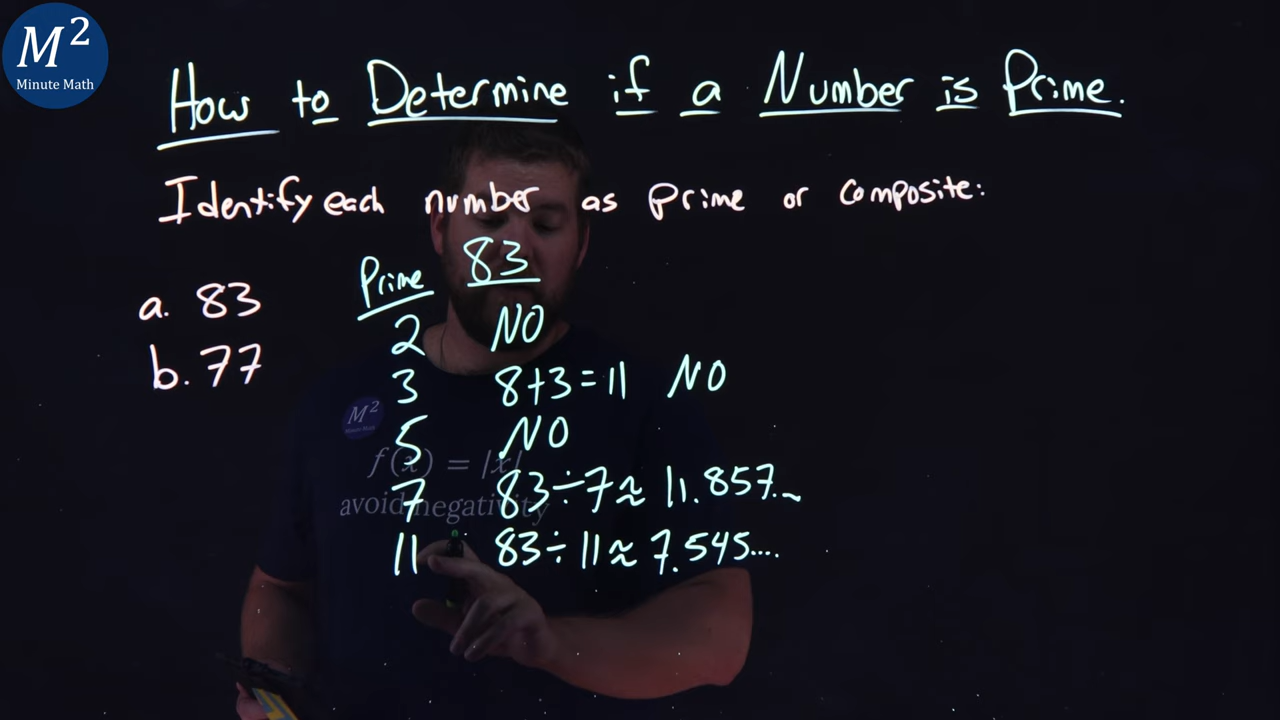 M²
Minute Math
How to Determine if a Number is Prime.
Identify each number as prime or composite:
a. 83
b. 77
Prime 83
2 NO
3 8+3=11 NO
5 NO
7 83÷7≈11.857...
11 83÷11≈7.545....
M²
Minute Math
f(x) = |x|
avoid negativity